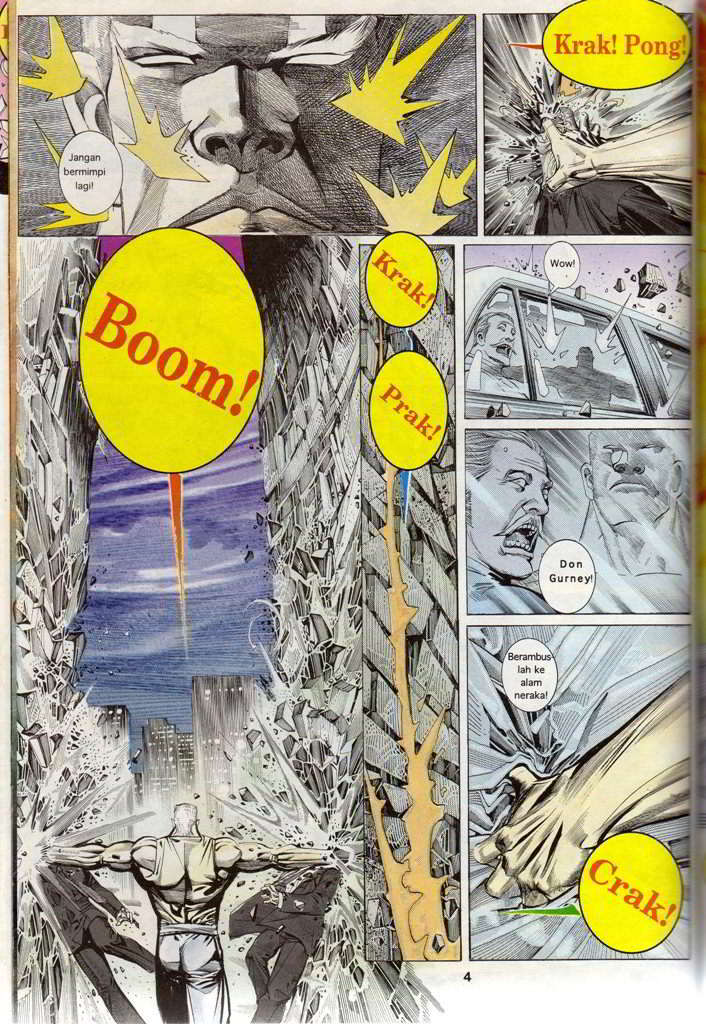 Jangan
bermimpi
lagi!
Krak! Pong!
Boom!
Krak!
Prak!
Wow!
Don
Gurney!
Berambus-
lah ke
alam
neraka!
Crak!
4